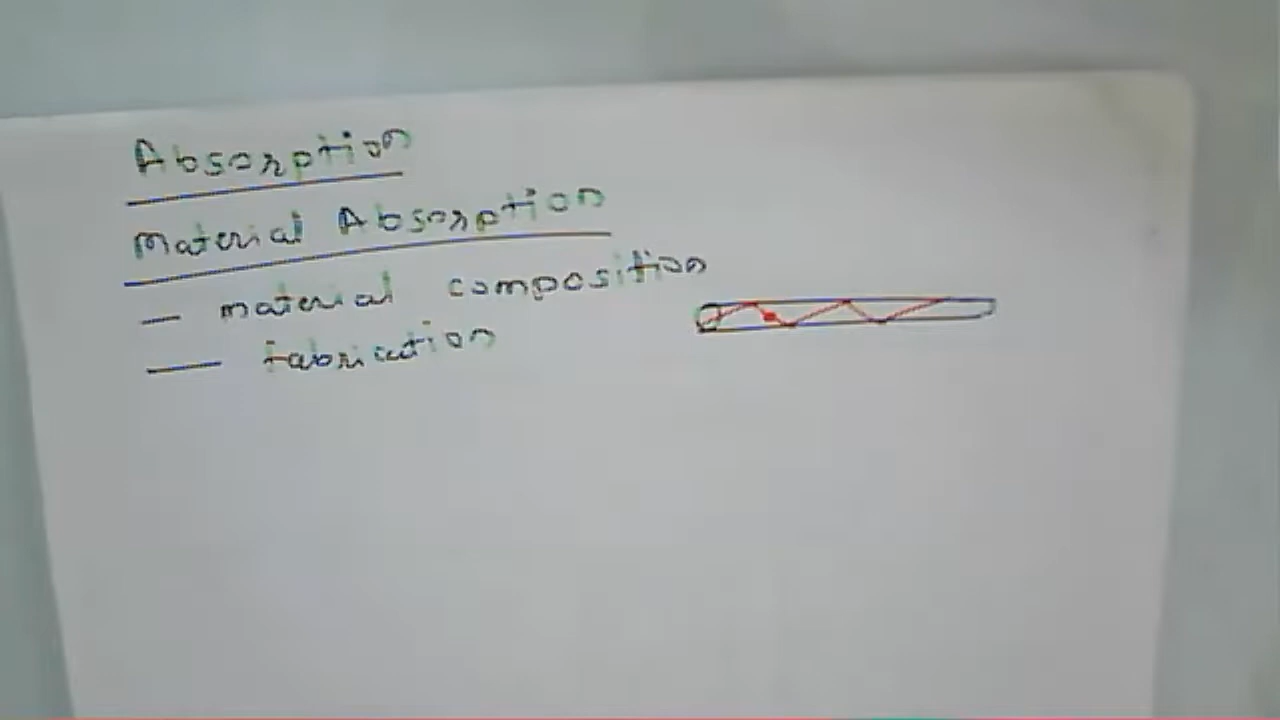 Absorption
Material Absorption
— material composition
— fabrication